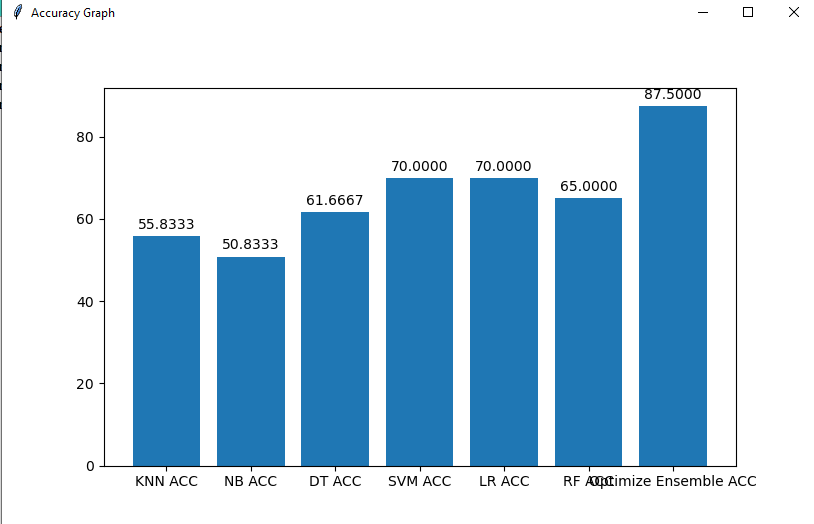 Accuracy Graph
87.5000
80
70.0000
70.0000
65.0000
61.6667
60
55.8333
50.8333
40
20
0
KNN ACC
NB ACC
DT ACC
SVM ACC
LR ACC
RF ACC
Optimize Ensemble ACC